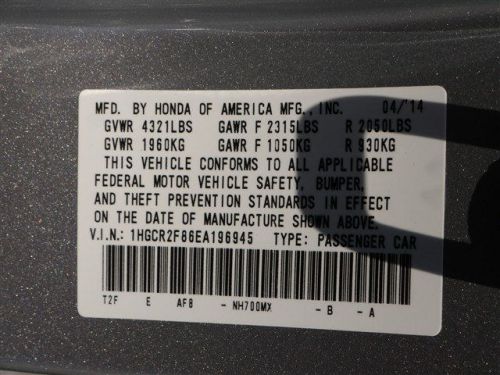 MFD. BY HONDA OF AMERICA MFG., INC. 04/'14
GVWR 4321LBS GAWR F 2315LBS R 2050LBS
GVWR 1960KG GAWR F 1050KG R 930KG
THIS VEHICLE CONFORMS TO ALL APPLICABLE
FEDERAL MOTOR VEHICLE SAFETY, BUMPER,
AND THEFT PREVENTION STANDARDS IN EFFECT
ON THE DATE OF MANUFACTURE SHOWN ABOVE.
V.I.N.: 1HGCR2F86EA196945 TYPE: PASSENGER CAR
T2F E AF8 - NH700MX - B - A